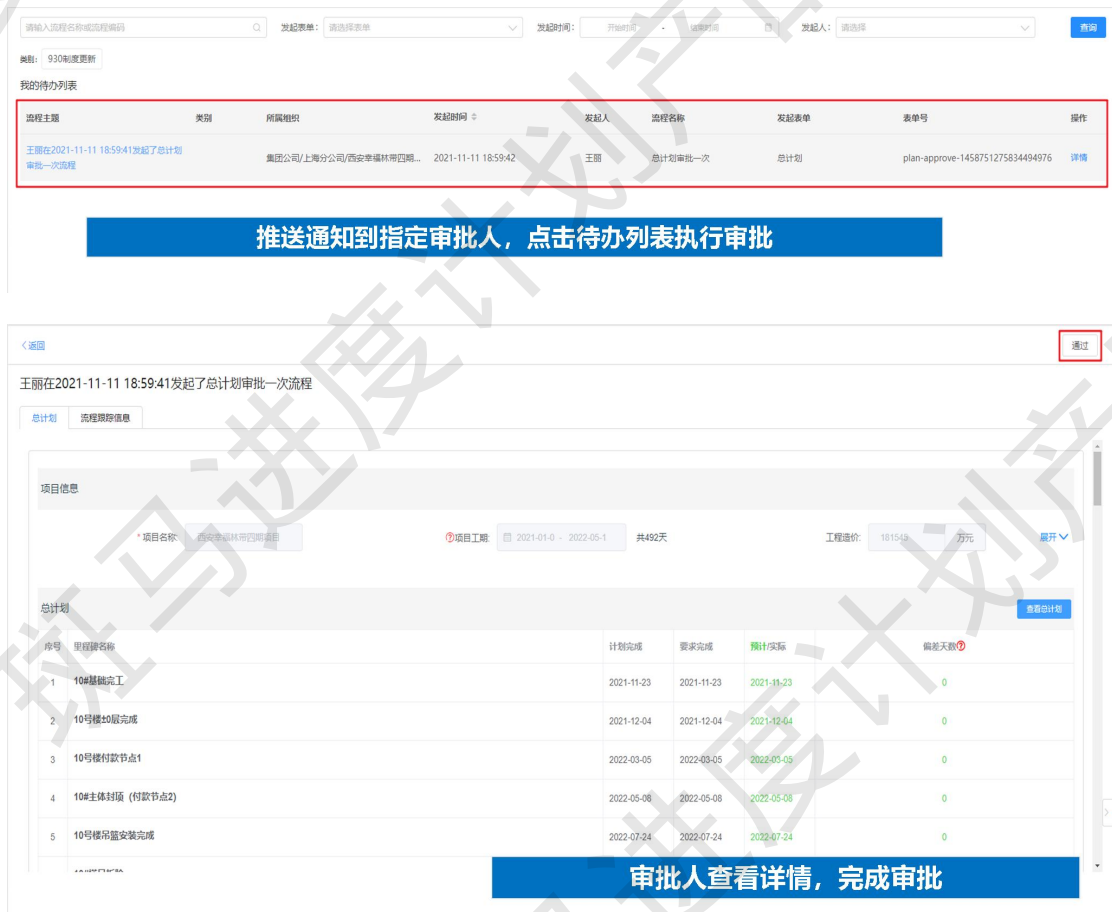 请输入流程名称或流程编码 发起表单: 请选择表单 发起时间: 开始时间 - 结束时间 发起人: 请选择 查询
类别: 930制度更新
我的待办列表
流程主题 类别 所属组织 发起时间 发起人 流程名称 发起表单 表单号 操作
王丽在2021-11-11 18:59:41发起了总计划
审批一次流程 集团公司/上海分公司/西安幸福林带四期... 2021-11-11 18:59:42 王丽 总计划审批一次 总计划 plan-approve-1458751275834494976 详情
推送通知到指定审批人，点击待办列表执行审批
<返回 通过
王丽在2021-11-11 18:59:41发起了总计划审批一次流程
总计划 流程跟踪信息
项目信息
* 项目名称: 西安幸福林带四期项目 ?项目工期: 2021-01-0 - 2022-05-1 共492天 工程造价: 181545 万元 展开
总计划 查看总计划
序号 里程碑名称 计划完成 要求完成 预计/实际 偏差天数?
1 10#基础完工 2021-11-23 2021-11-23 2021-11-23 0
2 10号楼±0层完成 2021-12-04 2021-12-04 2021-12-04 0
3 10号楼付款节点1 2022-03-05 2022-03-05 2022-03-05 0
4 10#主体封顶 (付款节点2) 2022-05-08 2022-05-08 2022-05-08 0
5 10号楼吊篮安装完成 2022-07-24 2022-07-24 2022-07-24 0
审批人查看详情，完成审批
斑马进度计划产